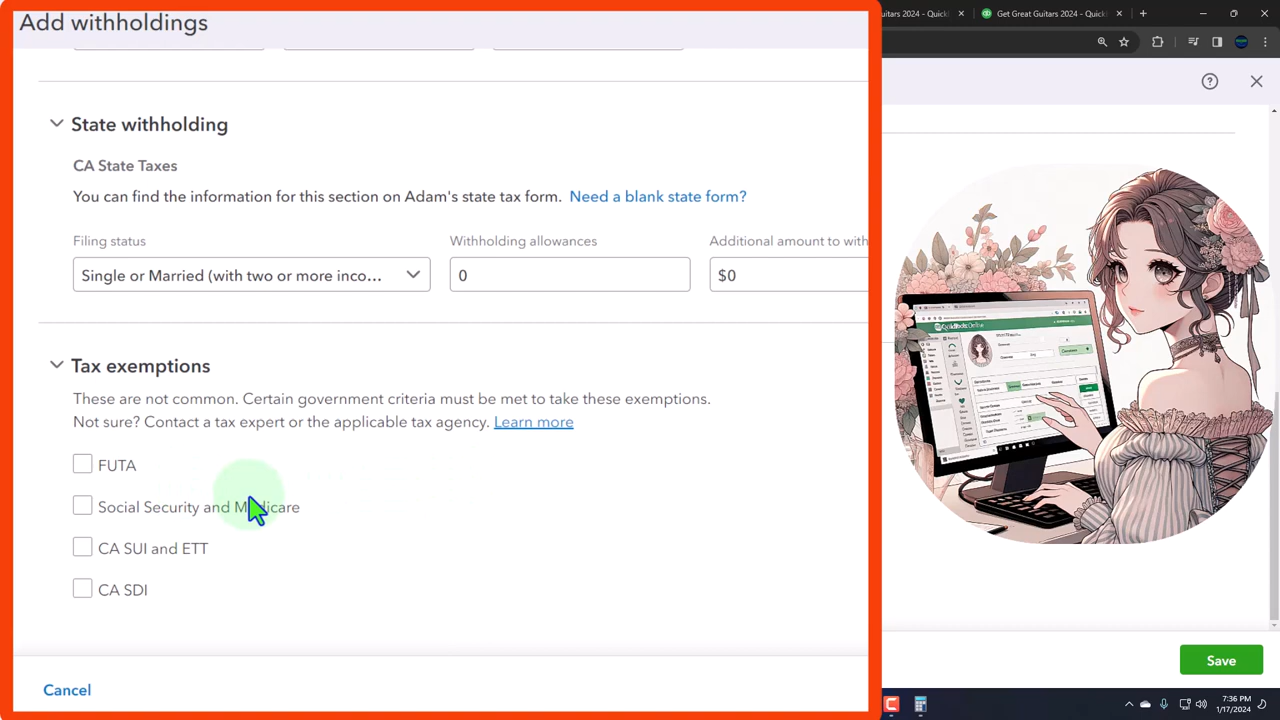 Add withholdings
uitars 2024 - Quickl
Get Great Guitars 2024 - Quickb
State withholding
CA State Taxes
You can find the information for this section on Adam's state tax form. Need a blank state form?
Filing status
Withholding allowances
Additional amount to with
Single or Married (with two or more inco...
0
$0
Tax exemptions
These are not common. Certain government criteria must be met to take these exemptions.
Not sure? Contact a tax expert or the applicable tax agency. Learn more
FUTA
Social Security and Medicare
CA SUI and ETT
CA SDI
Cancel
Save
7:36 PM
1/17/2024